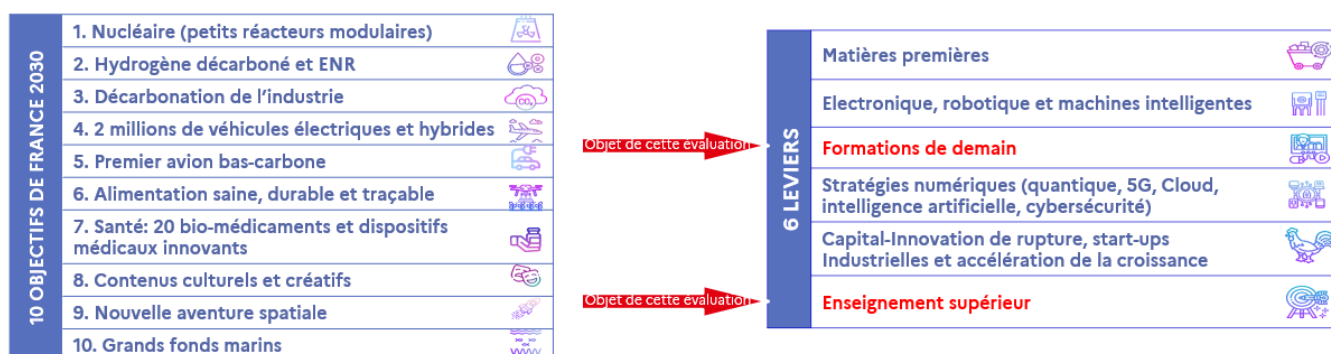 10 OBJECTIFS DE FRANCE 2030
1. Nucléaire (petits réacteurs modulaires)
2. Hydrogène décarboné et ENR
3. Décarbonation de l'industrie
CO₂
4. 2 millions de véhicules électriques et hybrides
5. Premier avion bas-carbone
6. Alimentation saine, durable et traçable
7. Santé: 20 bio-médicaments et dispositifs
médicaux innovants
8. Contenus culturels et créatifs
9. Nouvelle aventure spatiale
10. Grands fonds marins
Objet de cette évaluation
Objet de cette évaluation
6 LEVIERS
Matières premières
Electronique, robotique et machines intelligentes
Formations de demain
Stratégies numériques (quantique, 5G, Cloud,
intelligence artificielle, cybersécurité)
Capital-Innovation de rupture, start-ups
Industrielles et accélération de la croissance
Enseignement supérieur